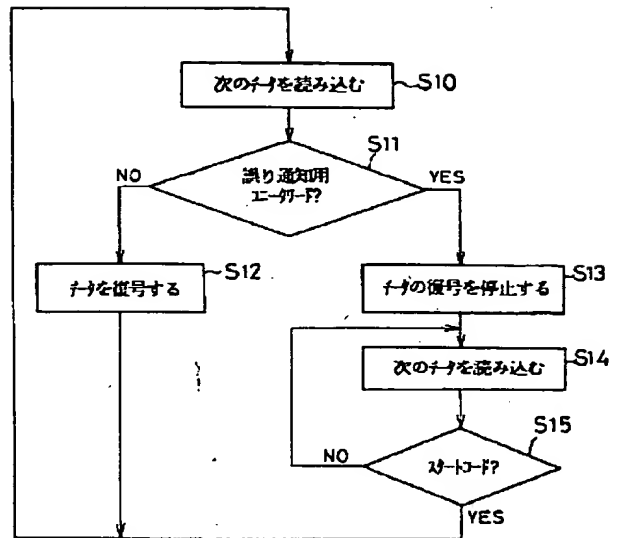 次のデータを読み込む
S10
S11
誤り通知用
ユニークワード?
NO
YES
データを復号する
S12
データの復号を停止する
S13
次のデータを読み込む
S14
S15
スタートコード?
NO
YES